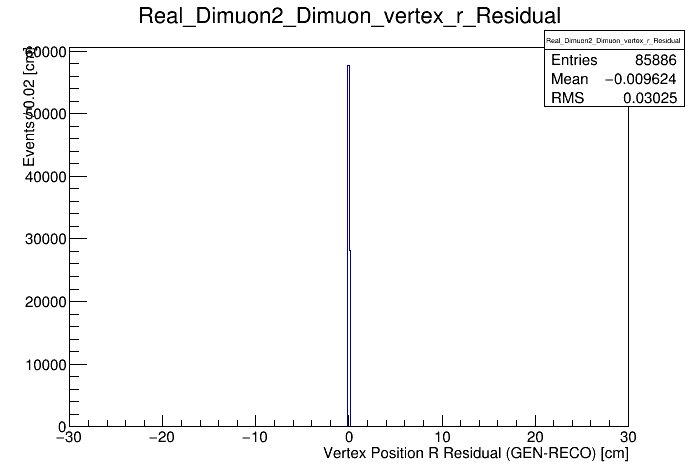 Real_Dimuon2_Dimuon_vertex_r_Residual
Real_Dimuon2_Dimuon_vertex_r_Residual
Entries 85886
Mean −0.009624
RMS 0.03025
Events / 0.02 [cm]
60000
50000
40000
30000
20000
10000
0
−30 −20 −10 0 10 20 30
Vertex Position R Residual (GEN-RECO) [cm]